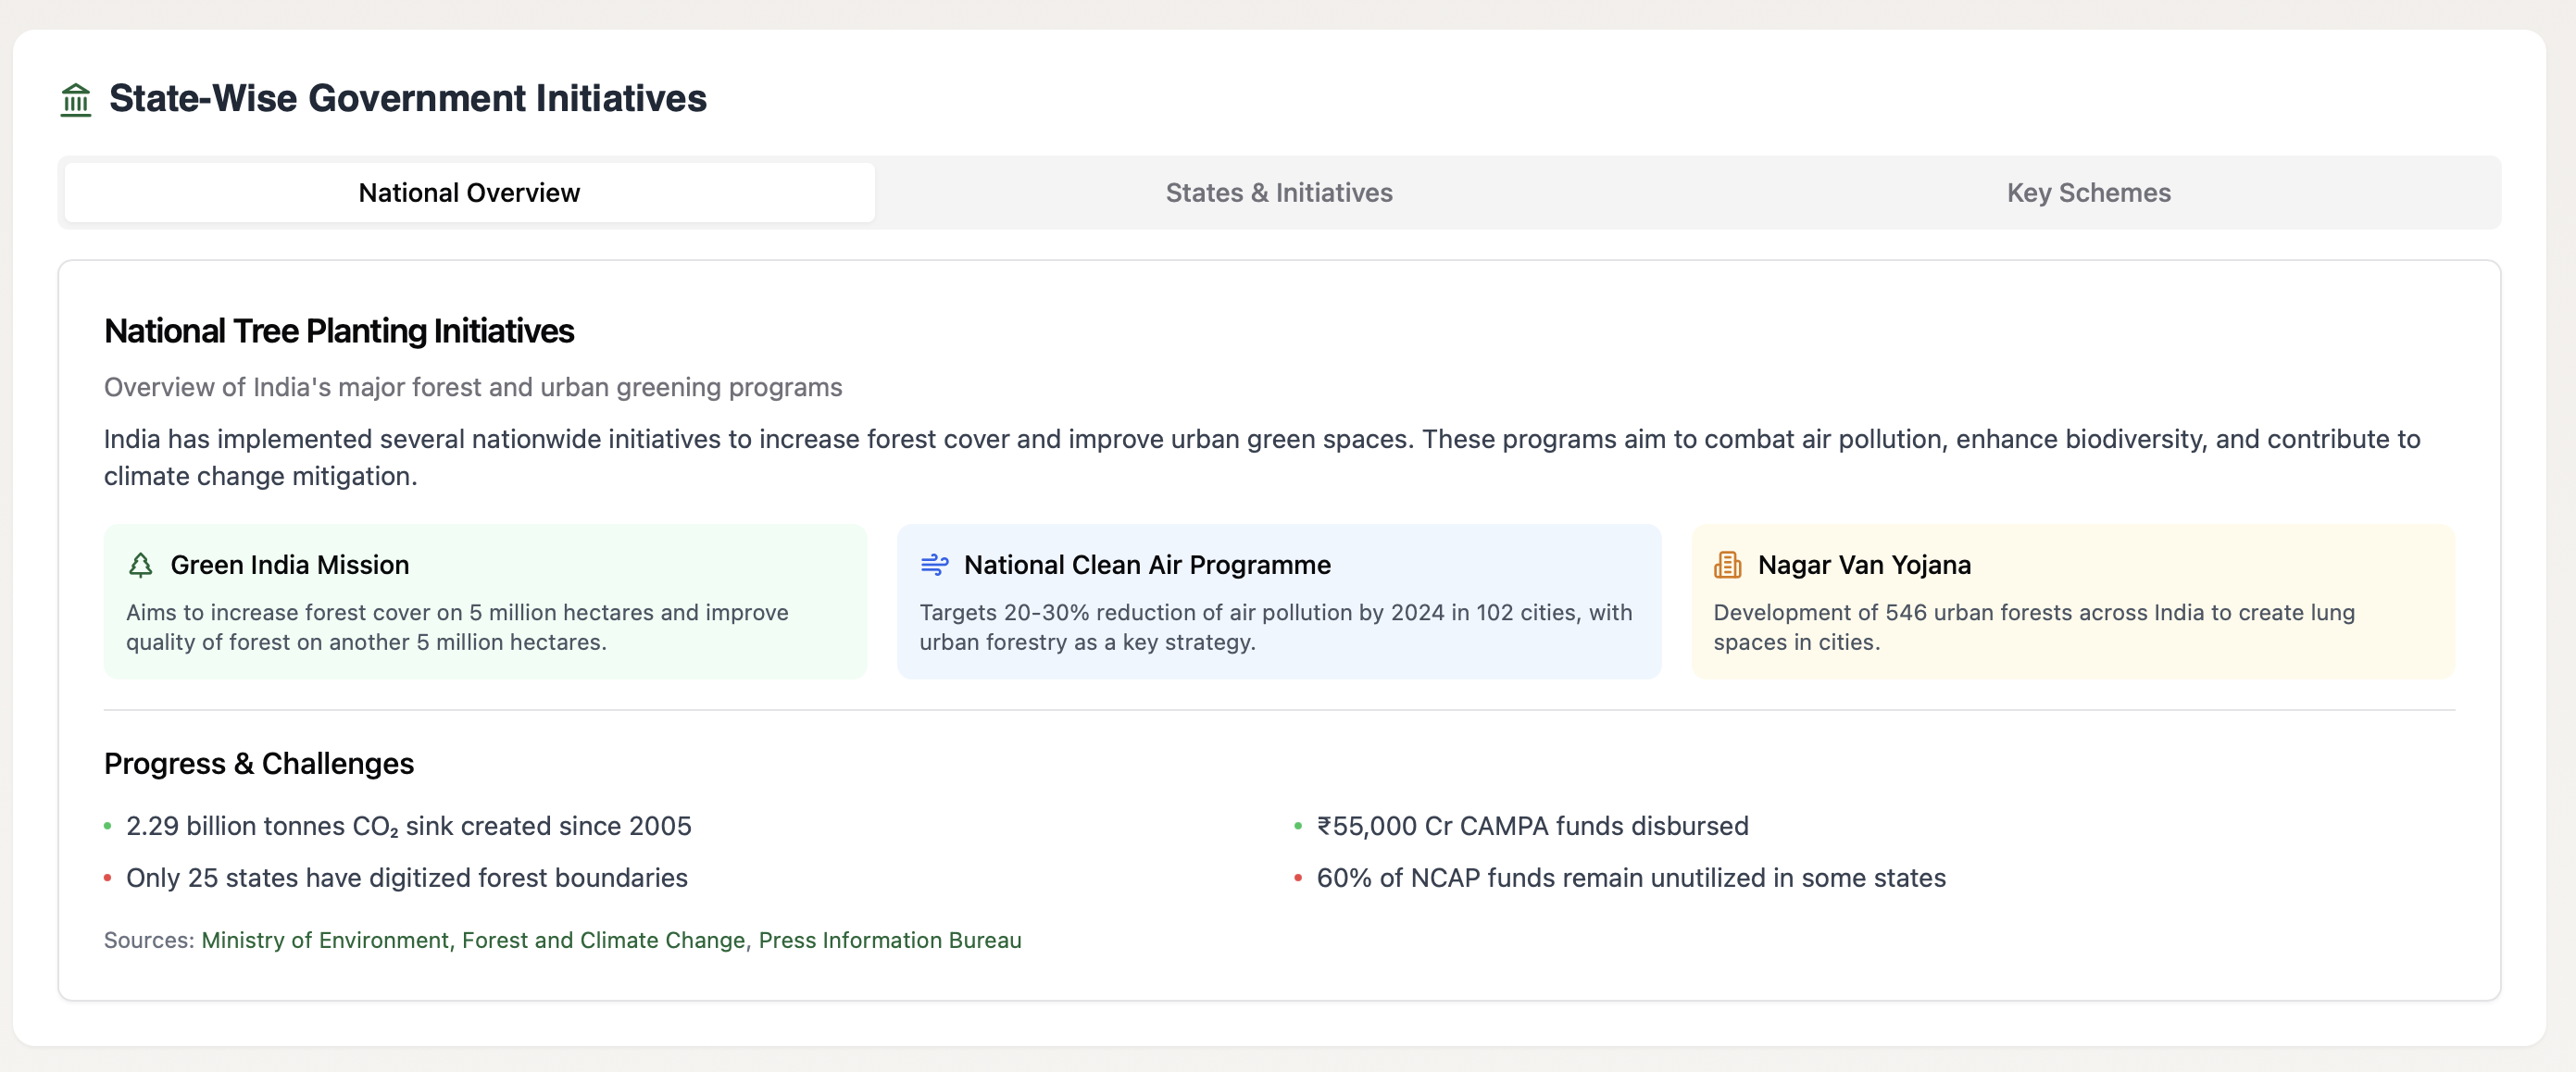 State-Wise Government Initiatives
National Overview
States & Initiatives
Key Schemes
National Tree Planting Initiatives
Overview of India's major forest and urban greening programs
India has implemented several nationwide initiatives to increase forest cover and improve urban green spaces. These programs aim to combat air pollution, enhance biodiversity, and contribute to
climate change mitigation.
Green India Mission
Aims to increase forest cover on 5 million hectares and improve
quality of forest on another 5 million hectares.
National Clean Air Programme
Targets 20-30% reduction of air pollution by 2024 in 102 cities, with
urban forestry as a key strategy.
Nagar Van Yojana
Development of 546 urban forests across India to create lung
spaces in cities.
Progress & Challenges
• 2.29 billion tonnes CO₂ sink created since 2005
• ₹55,000 Cr CAMPA funds disbursed
• Only 25 states have digitized forest boundaries
• 60% of NCAP funds remain unutilized in some states
Sources: Ministry of Environment, Forest and Climate Change, Press Information Bureau